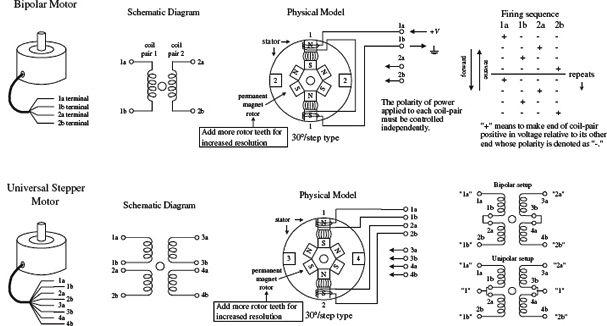 Bipolar Motor
1a terminal
1b terminal
2a terminal
2b terminal
Schematic Diagram
coil
pair 1
coil
pair 2
1a
2a
1b
2b
Physical Model
stator
1
N
S
2
2
N
S
S
N
N
S
N
S
1
permanent
magnet
rotor
Add more rotor teeth for
increased resolution
30°/step type
1a
+V
1b
2a
2b
The polarity of power
applied to each coil-pair
must be controlled
independently.
Firing sequence
1a 1b 2a 2b
+ - - -
- - + -
- + - -
- - - +
+ - - -
- - + -
- + - -
- - - +
forward
reverse
repeats
"+" means to make end of coil-pair
positive in voltage relative to its other
end whose polarity is denoted as "-."
Universal Stepper
Motor
1a
1b
2a
2b
3a
3b
4a
4b
Schematic Diagram
1a
3a
1b
3b
2a
4a
2b
4b
Physical Model
stator
1
N
S
3
4
N
S
S
N
N
S
N
S
2
permanent
magnet
rotor
Add more rotor teeth for
increased resolution
30°/step type
1a
1b
2a
2b
3a
3b
4a
4b
Bipolar setup
"1a"
"2a"
1a
3a
1b
3b
2a
4a
2b
4b
"1b"
"2b"
Unipolar setup
"1a"
"2a"
1a
3a
1b
3b
"1"
"1"
2a
4a
2b
4b
"1b"
"2b"